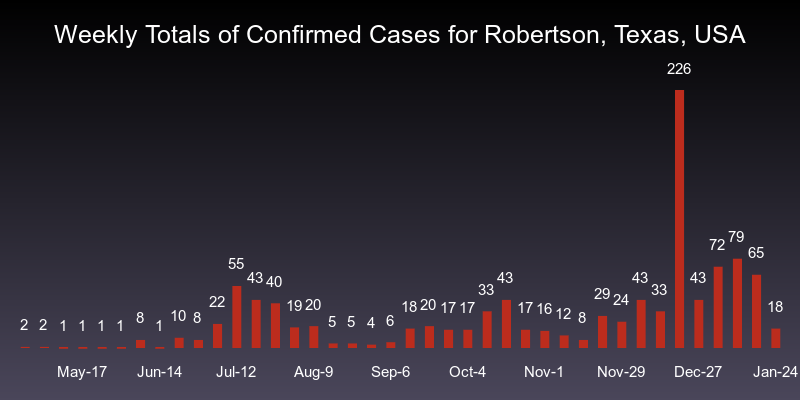 Weekly Totals of Confirmed Cases for Robertson, Texas, USA
2 2 1 1 1 1 8 1 10 8 22 55 43 40 19 20 5 5 4 6 18 20 17 17 33 43 17 16 12 8 29 24 43 33 226 43 72 79 65 18
May-17 Jun-14 Jul-12 Aug-9 Sep-6 Oct-4 Nov-1 Nov-29 Dec-27 Jan-24